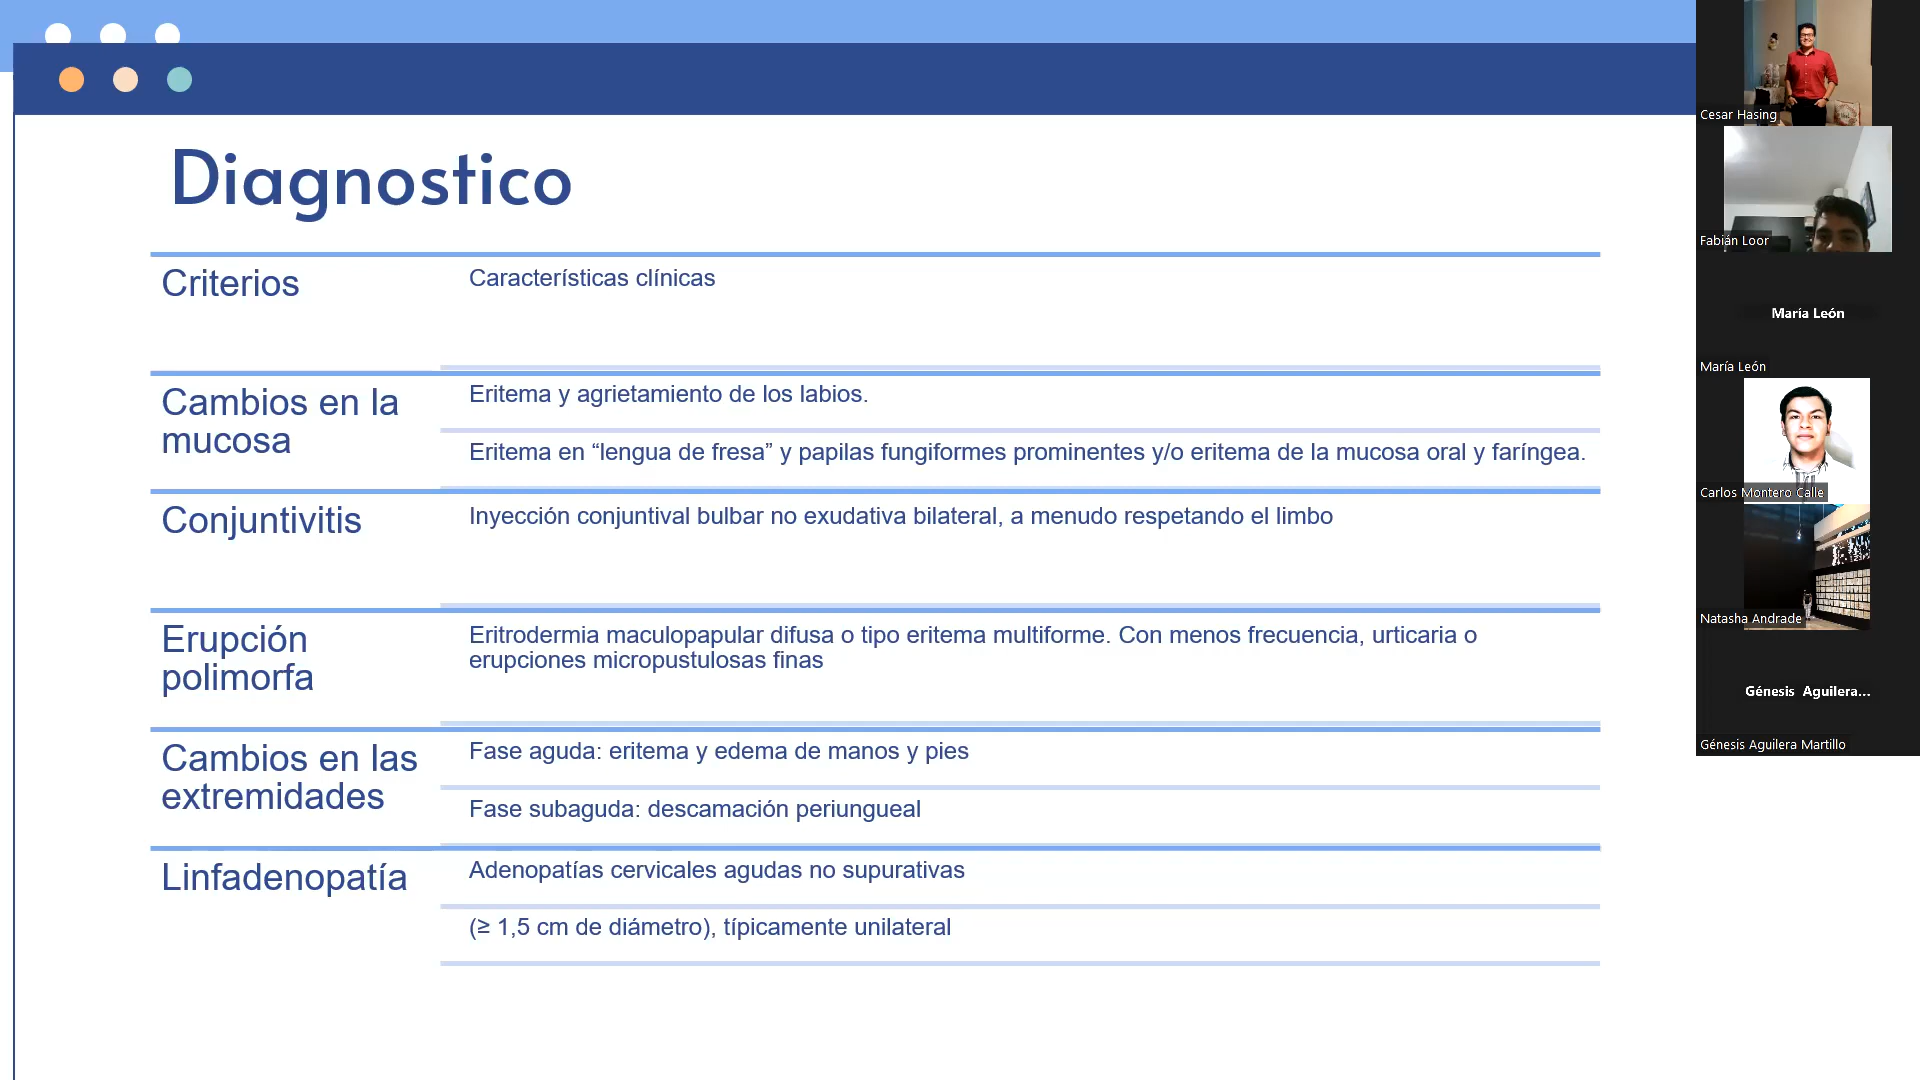 Diagnostico
Criterios
Características clínicas
Cambios en la
mucosa
Eritema y agrietamiento de los labios.
Eritema en “lengua de fresa” y papilas fungiformes prominentes y/o eritema de la mucosa oral y faríngea.
Conjuntivitis
Inyección conjuntival bulbar no exudativa bilateral, a menudo respetando el limbo
Erupción
polimorfa
Eritrodermia maculopapular difusa o tipo eritema multiforme. Con menos frecuencia, urticaria o
erupciones micropustulosas finas
Cambios en las
extremidades
Fase aguda: eritema y edema de manos y pies
Fase subaguda: descamación periungueal
Linfadenopatía
Adenopatías cervicales agudas no supurativas
(≥ 1,5 cm de diámetro), típicamente unilateral
Cesar Hasing
Fabián Loor
María León
María León
Carlos Montero Calle
Natasha Andrade
Génesis Aguilera...
Génesis Aguilera Martillo